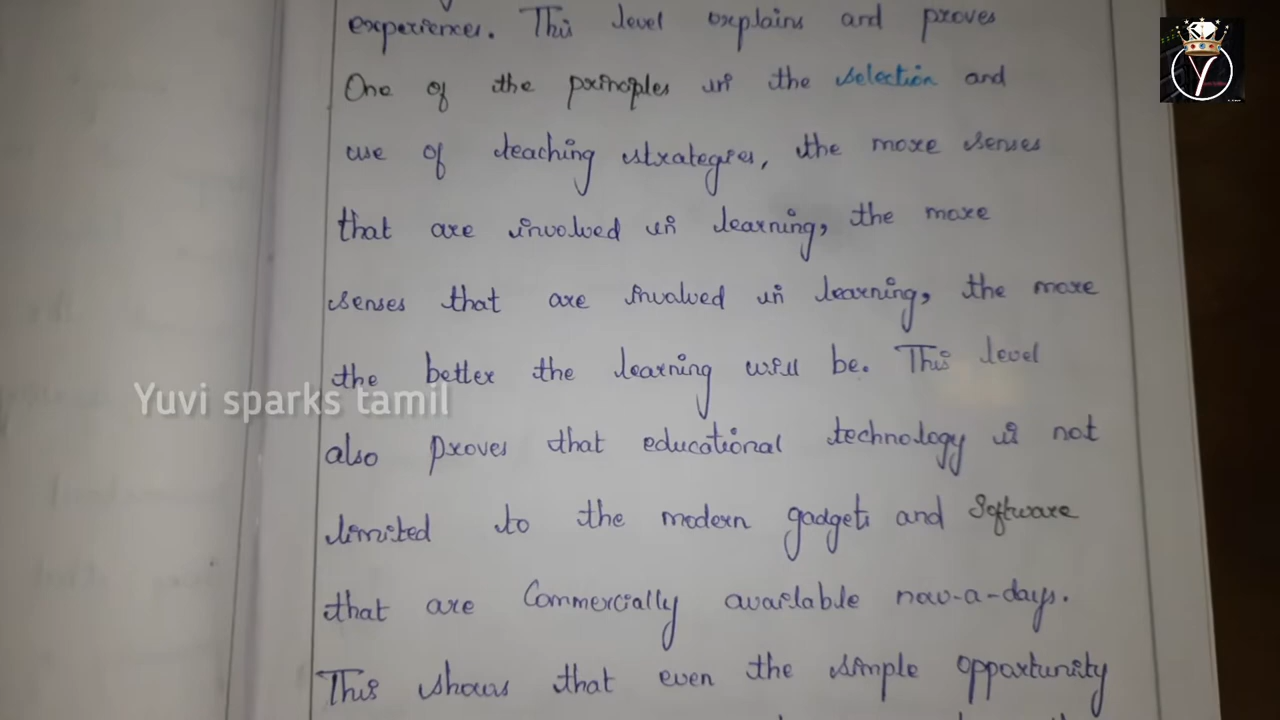 experiences. This level explains and proves
One of the principles in the selection and
use of teaching strategies, the more senses
that are involved in learning, the more
senses that are involved in learning, the more
the better the learning will be. This level
Yuvi sparks tamil
also proves that educational technology is not
limited to the modern gadgets and Software
that are Commercially available now-a-days.
This shows that even the simple opportunity